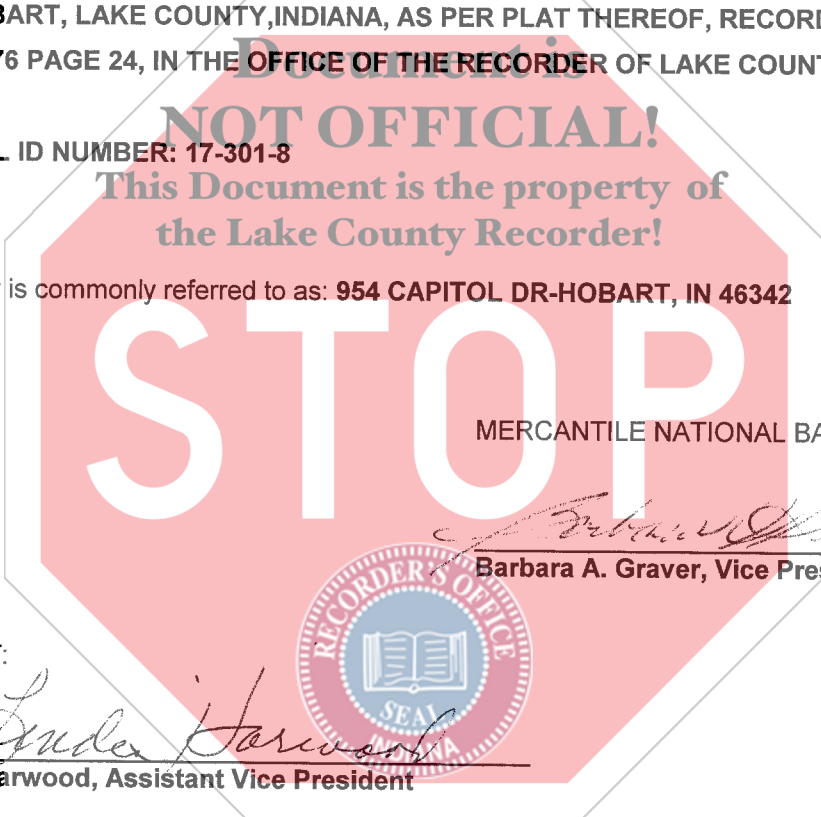 BART, LAKE COUNTY,INDIANA, AS PER PLAT THEREOF, RECORD
76 PAGE 24, IN THE OFFICE OF THE RECORDER OF LAKE COUNT
Document is
NOT OFFICIAL!
L ID NUMBER: 17-301-8
This Document is the property of
the Lake County Recorder!
is commonly referred to as: 954 CAPITOL DR-HOBART, IN 46342
STOP
MERCANTILE NATIONAL BA
Barbara A. Graver, Vice Pres
RECORDER'S OFFICE
SEAL
INDIANA
Linda Harwood
arwood, Assistant Vice President